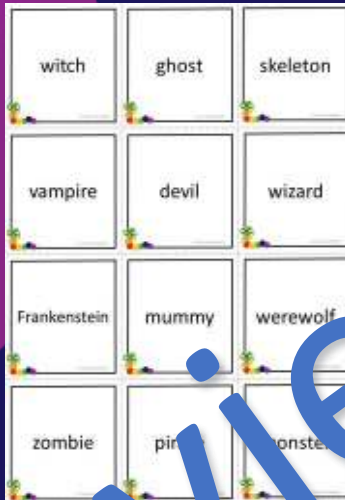 witch ghost skeleton
vampire devil wizard
Frankenstein mummy werewolf
zombie